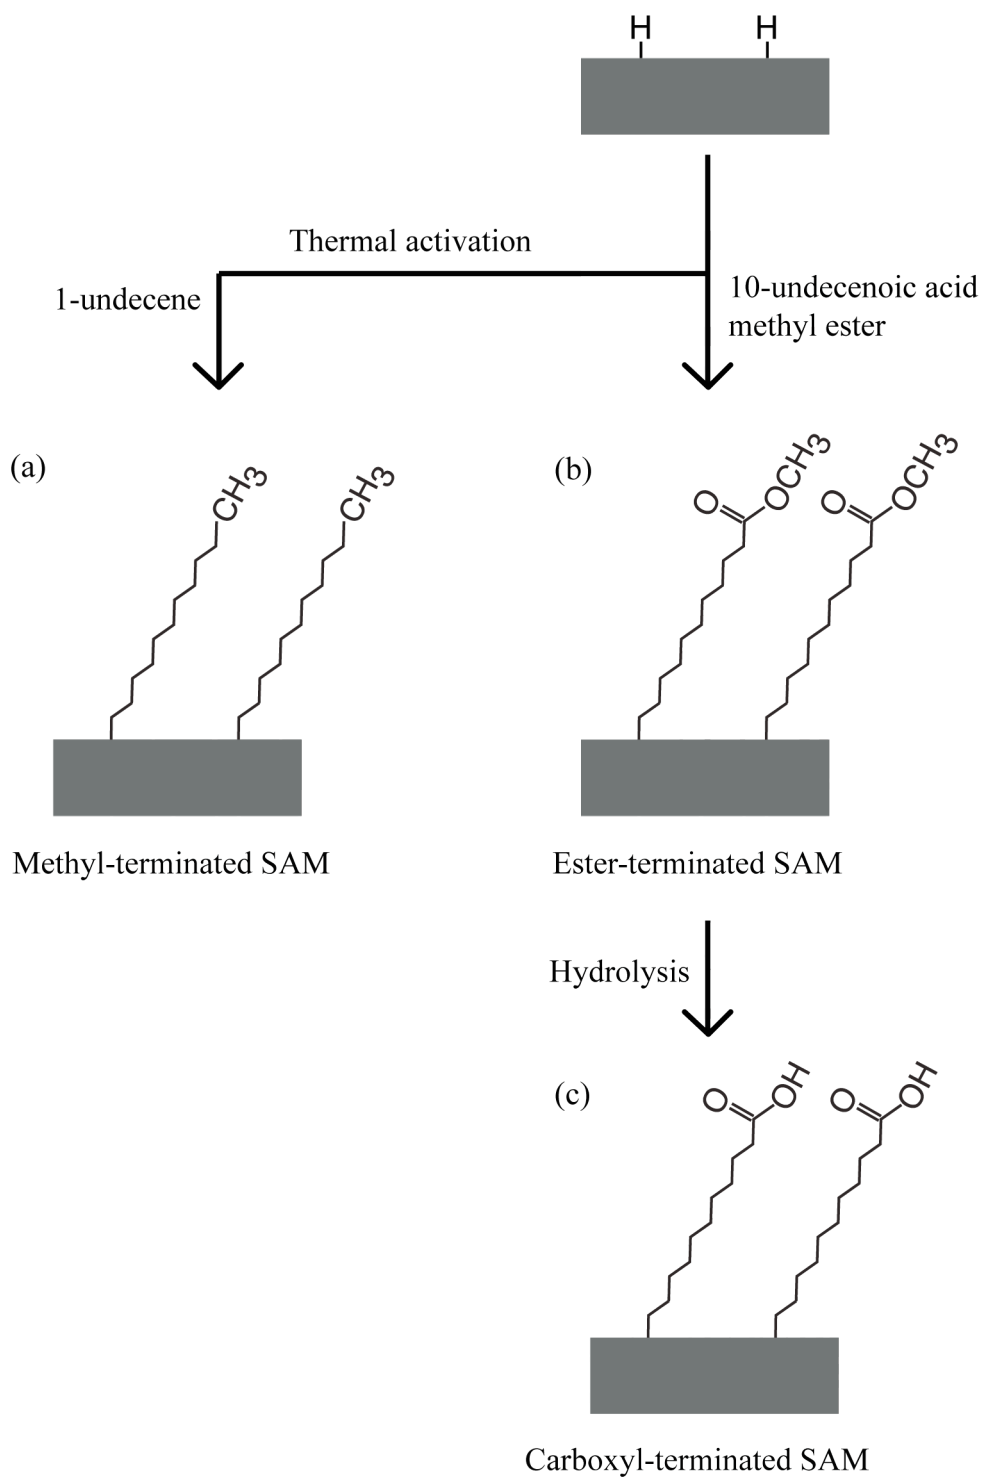 H H
Thermal activation
1-undecene
10-undecenoic acid
methyl ester
(a)
CH3 CH3
(b)
O OCH3 O OCH3
Methyl-terminated SAM
Ester-terminated SAM
Hydrolysis
(c)
O OH O OH
Carboxyl-terminated SAM